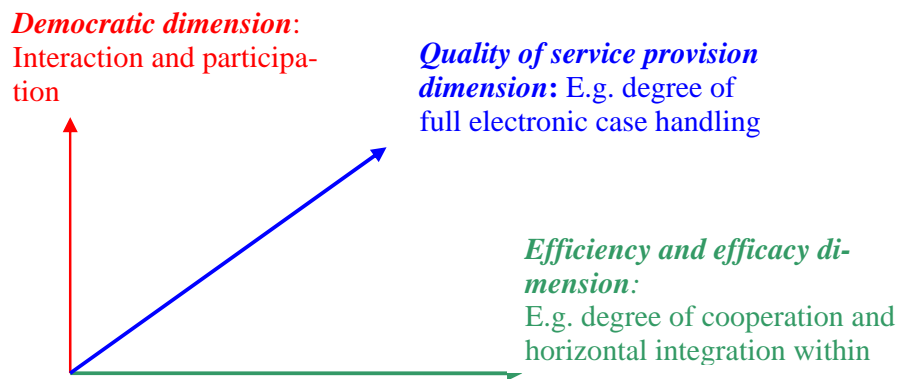 Democratic dimension:
Interaction and participa-
tion
Quality of service provision
dimension: E.g. degree of
full electronic case handling
Efficiency and efficacy di-
mension:
E.g. degree of cooperation and
horizontal integration within